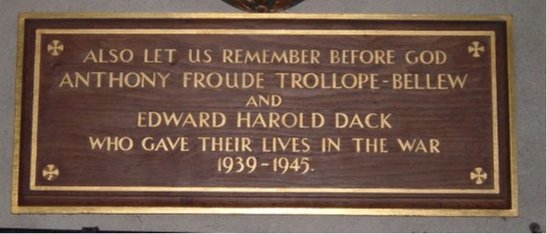 ALSO LET US REMEMBER BEFORE GOD
ANTHONY FROUDE TROLLOPE-BELLEW
AND
EDWARD HAROLD DACK
WHO GAVE THEIR LIVES IN THE WAR
1939-1945.